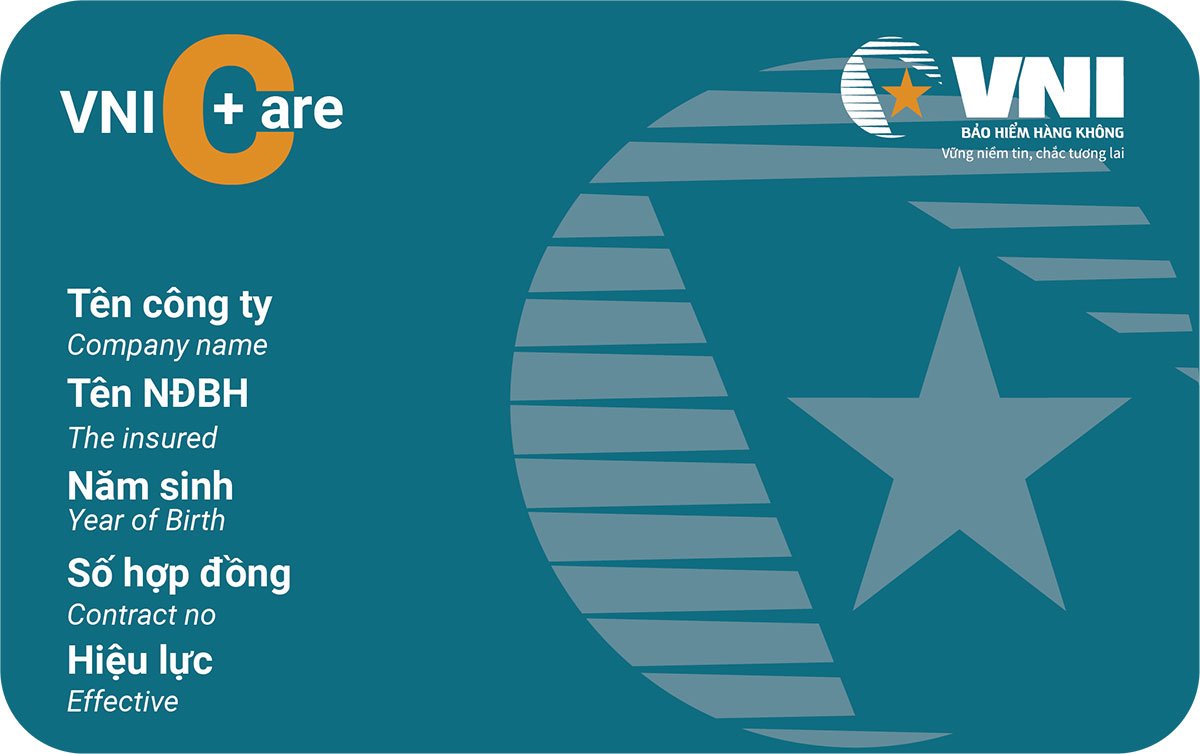 VNI C+are
VNI
BẢO HIỂM HÀNG KHÔNG
Vững niềm tin, chắc tương lai
Tên công ty
Company name
Tên NĐBH
The insured
Năm sinh
Year of Birth
Số hợp đồng
Contract no
Hiệu lực
Effective